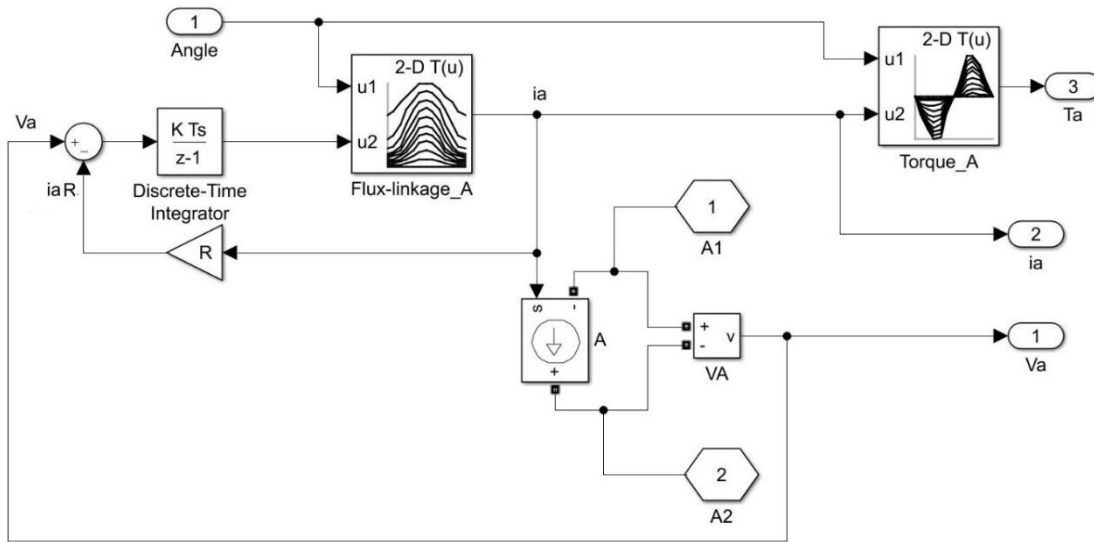 1
Angle
2-D T(u)
u1
u2
Flux-linkage_A
2-D T(u)
u1
u2
Torque_A
3
Ta
Va
+
-
iaR
K Ts
z-1
Discrete-Time
Integrator
ia
R
1
A1
2
ia
s
-
+
A
+
-
v
VA
1
Va
2
A2